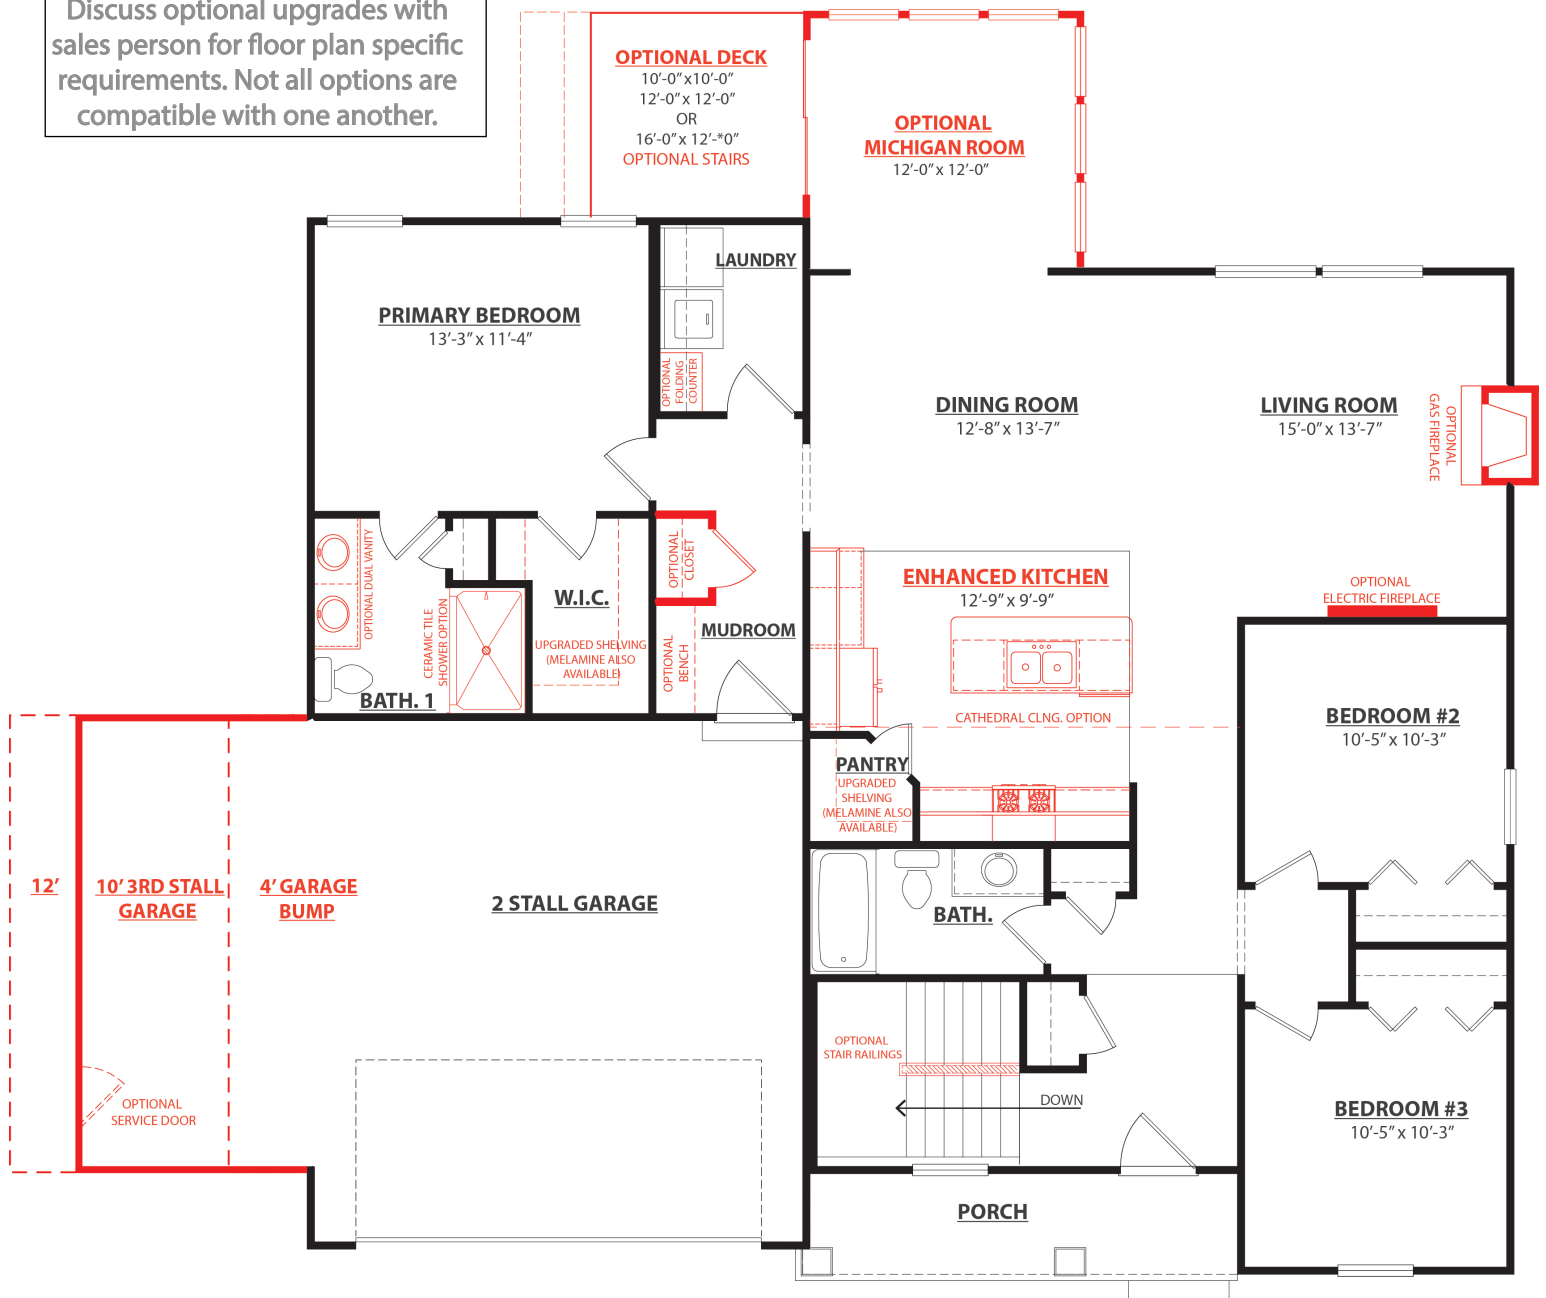 Discuss optional upgrades with
sales person for floor plan specific
requirements. Not all options are
compatible with one another.
OPTIONAL DECK
10’-0”x10’-0”
12’-0”x 12’-0”
OR
16’-0”x 12’-*0”
OPTIONAL STAIRS
OPTIONAL
MICHIGAN ROOM
12’-0”x 12’-0”
LAUNDRY
PRIMARY BEDROOM
13’-3”x 11’-4”
OPTIONAL
FOLDING
COUNTER
DINING ROOM
12’-8”x 13’-7”
LIVING ROOM
15’-0”x 13’-7”
OPTIONAL
GAS FIREPLACE
OPTIONAL DUAL VANITY
OPTIONAL
CLOSET
ENHANCED KITCHEN
12’-9”x 9’-9”
OPTIONAL
ELECTRIC FIREPLACE
W.I.C.
CERAMIC TILE
SHOWER OPTION
UPGRADED SHELVING
(MELAMINE ALSO
AVAILABLE)
MUDROOM
OPTIONAL
BENCH
BATH. 1
CATHEDRAL CLNG. OPTION
BEDROOM #2
10’-5”x 10’-3”
PANTRY
UPGRADED
SHELVING
(MELAMINE ALSO
AVAILABLE)
12’
10’ 3RD STALL
GARAGE
4’ GARAGE
BUMP
2 STALL GARAGE
BATH.
OPTIONAL
STAIR RAILINGS
DOWN
OPTIONAL
SERVICE DOOR
BEDROOM #3
10’-5”x 10’-3”
PORCH